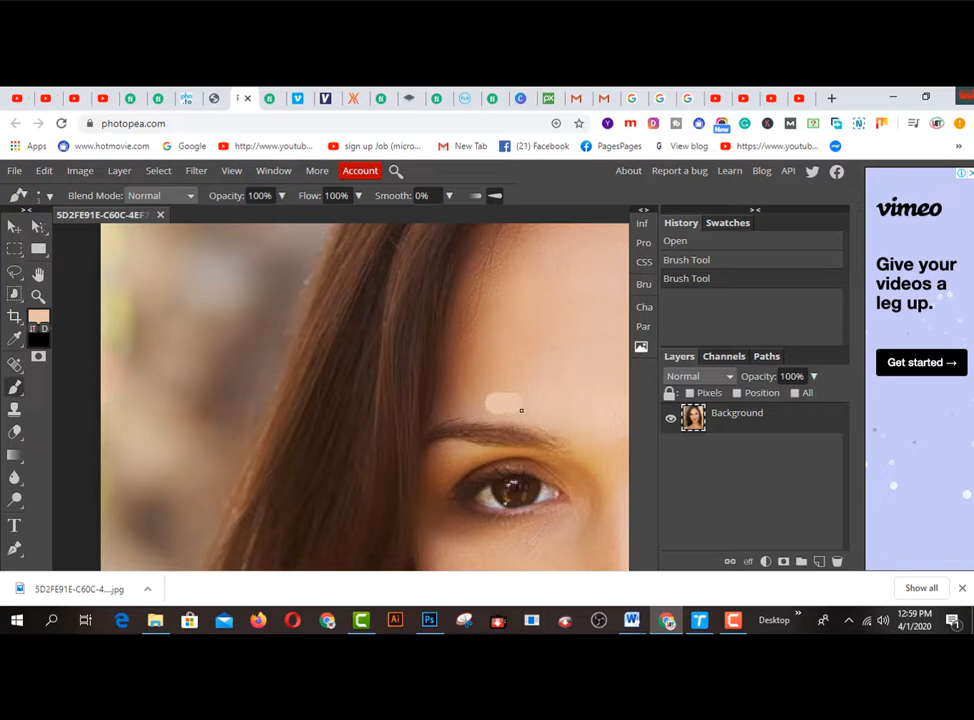 photopea.com
New
Apps
www.hotmovie.com
Google
http://www.youtub...
sign up Job (micro...
New Tab
(21) Facebook
PagesPages
View blog
https://www.youtub...
»
File Edit Image Layer Select Filter View Window More Account
About Report a bug Learn Blog API
3
Blend Mode: Normal
Opacity: 100%
Flow: 100%
Smooth: 0%
5D2FE91E-C60C-4EF7
D
T
Inf
Pro
CSS
Bru
Cha
Par
History Swatches
Open
Brush Tool
Brush Tool
Layers Channels Paths
Normal
Opacity: 100%
Pixels Position All
Background
eff
vimeo
Give your
videos a
leg up.
Get started →
5D2FE91E-C60C-4....jpg
Show all
Ai
Ps
Desktop
»
12:59 PM
4/1/2020